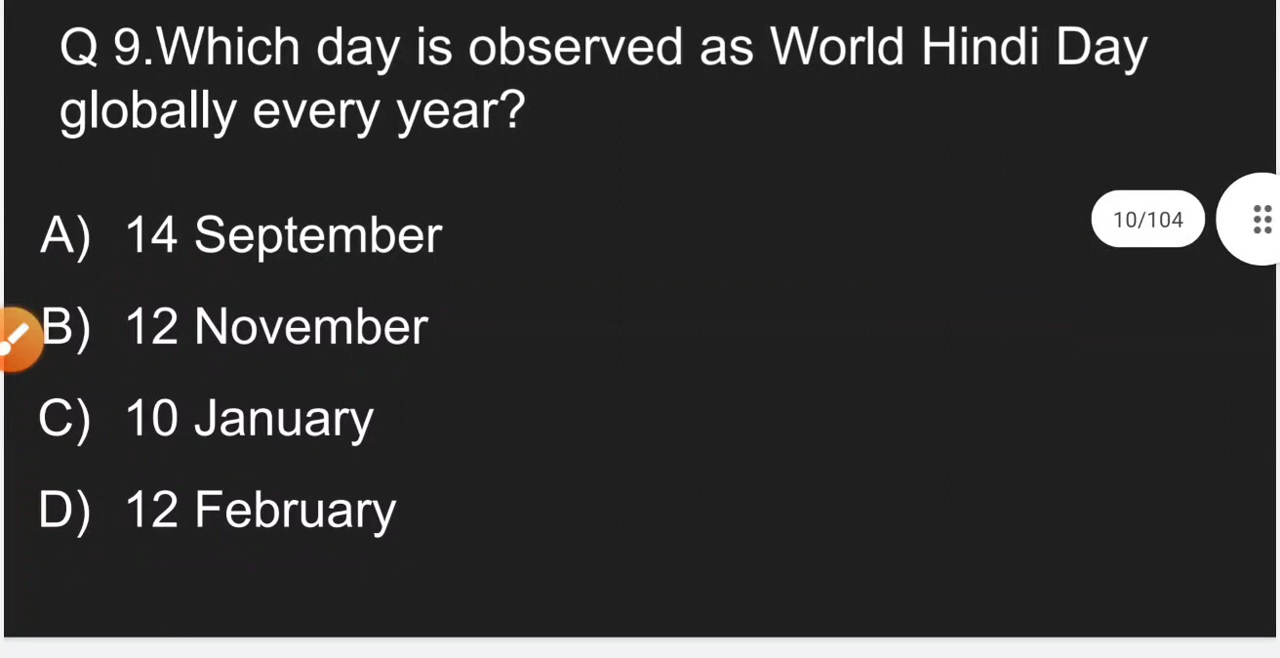 Q 9.Which day is observed as World Hindi Day
globally every year?
A) 14 September
10/104
B) 12 November
C) 10 January
D) 12 February